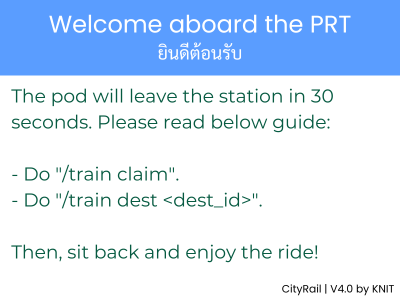 Welcome aboard the PRT
ยินดีต้อนรับ
The pod will leave the station in 30
seconds. Please read below guide:
- Do "/train claim".
- Do "/train dest <dest_id>".
Then, sit back and enjoy the ride!
CityRail | V4.0 by KNIT